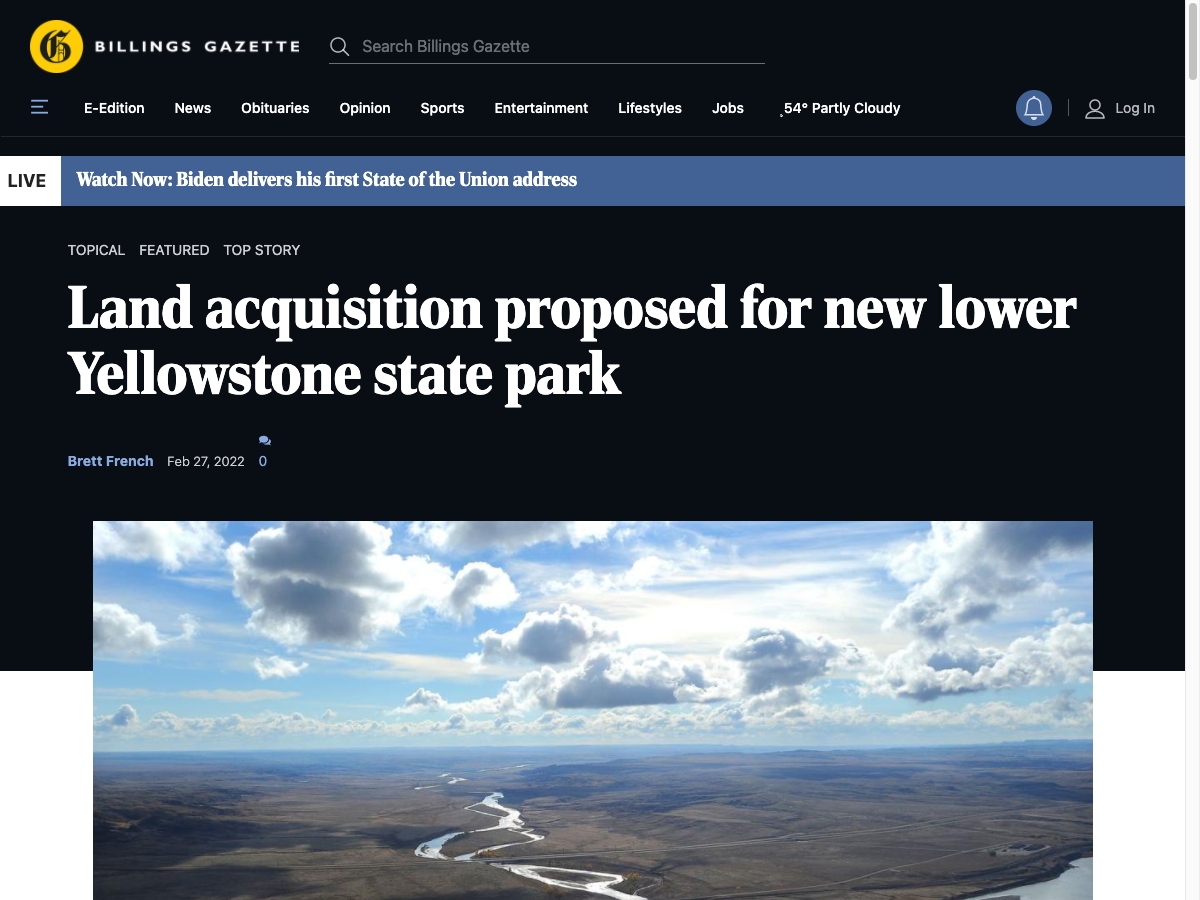 BILLINGS GAZETTE
Search Billings Gazette
E-Edition News Obituaries Opinion Sports Entertainment Lifestyles Jobs 54° Partly Cloudy Log In
LIVE Watch Now: Biden delivers his first State of the Union address
TOPICAL FEATURED TOP STORY
Land acquisition proposed for new lower
Yellowstone state park
Brett French Feb 27, 2022 0